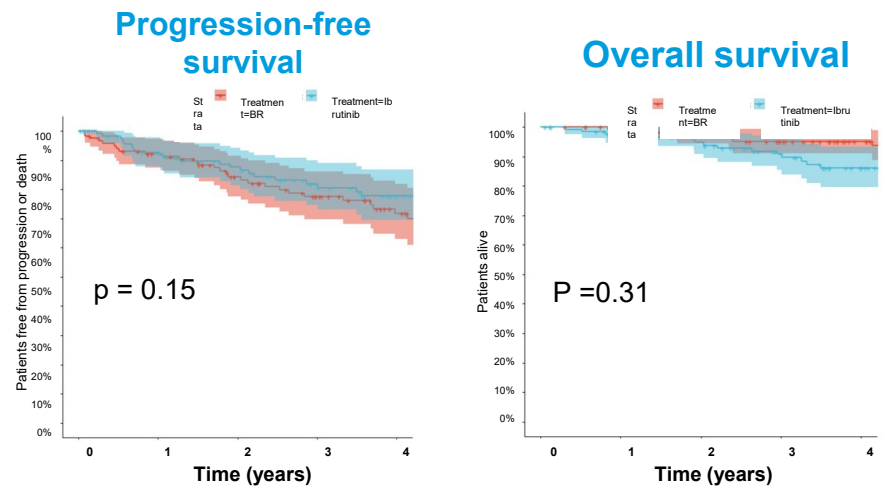 Progression-free
survival
St
ra
ta
Treatmen
t=BR
Treatment=Ib
rutinib
Patients free from progression or death
100
%
90%
80%
70%
60%
50%
40%
30%
20%
10%
0%
p = 0.15
0 1 2 3 4
Time (years)
Overall survival
St
ra
ta
Treatme
nt=BR
Treatment=Ibru
tinib
Patients alive
100%
90%
80%
70%
60%
50%
40%
30%
20%
10%
0%
P =0.31
0 1 2 3 4
Time (years)